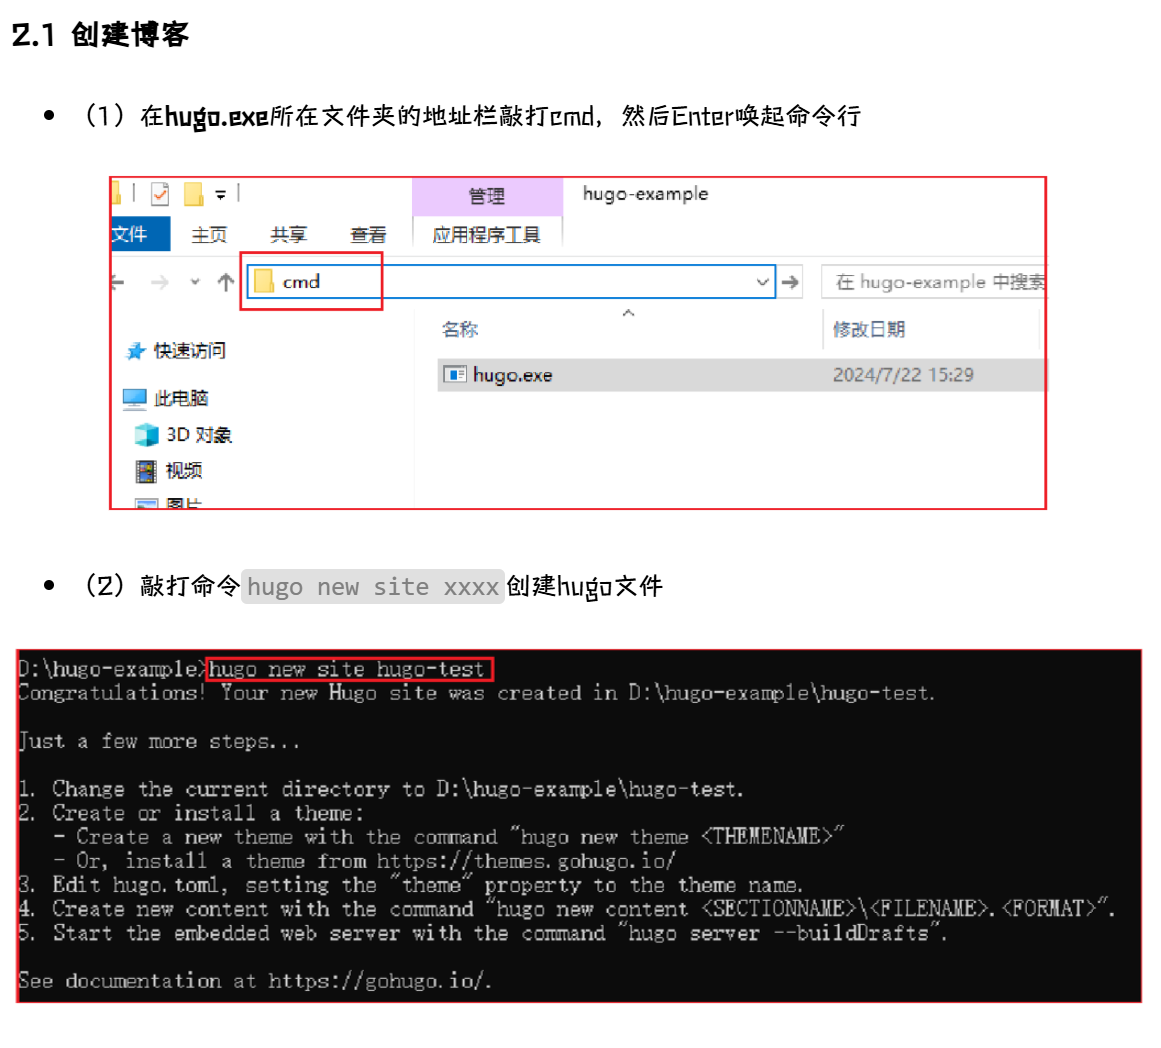 2.1 创建博客
（1）在hugo.exe所在文件夹的地址栏敲打cmd，然后Enter唤起命令行
管理 hugo-example
文件 主页 共享 查看 应用程序工具
cmd 在 hugo-example 中搜索
名称 修改日期
快速访问
hugo.exe 2024/7/22 15:29
此电脑
3D 对象
视频
图片
（2）敲打命令 hugo new site xxxx 创建hugo文件
D:\hugo-example>hugo new site hugo-test
Congratulations! Your new Hugo site was created in D:\hugo-example\hugo-test.
Just a few more steps...
1. Change the current directory to D:\hugo-example\hugo-test.
2. Create or install a theme:
- Create a new theme with the command "hugo new theme <THEMENAME>"
- Or, install a theme from https://themes.gohugo.io/
3. Edit hugo.toml, setting the "theme" property to the theme name.
4. Create new content with the command "hugo new content <SECTIONNAME>\<FILENAME>.<FORMAT>".
5. Start the embedded web server with the command "hugo server --buildDrafts".
See documentation at https://gohugo.io/.